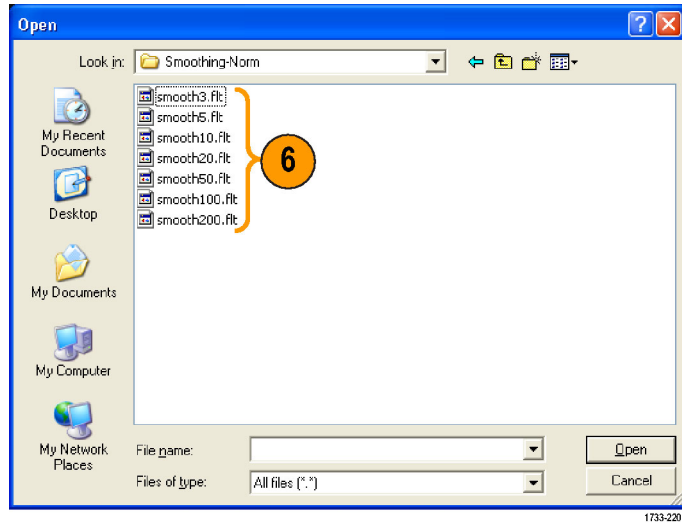 Open
Look in: Smoothing-Norm
My Recent
Documents
Desktop
My Documents
My Computer
My Network
Places
smooth3.flt
smooth5.flt
smooth10.flt
smooth20.flt
smooth50.flt
smooth100.flt
smooth200.flt
6
File name:
Open
Files of type: All files (*.*)
Cancel
1733-220